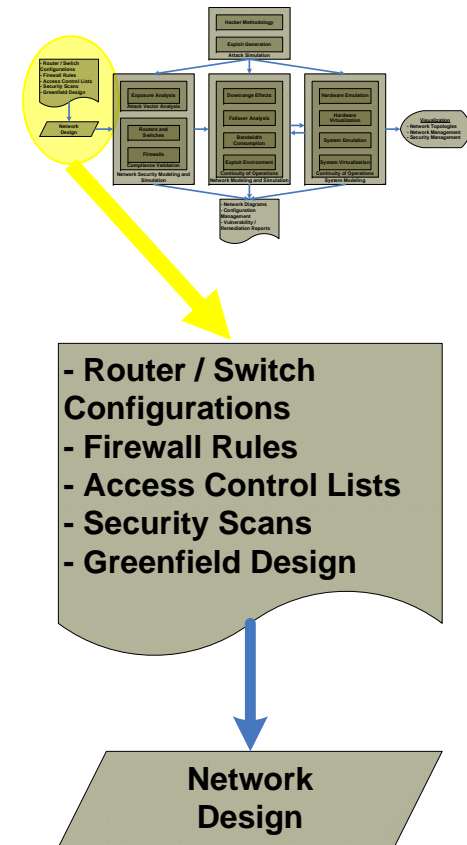 Hacker Methodology
Exploit Generation
Attack Simulation
- Router / Switch
Configurations
- Firewall Rules
- Access Control Lists
- Security Scans
- Greenfield Design
Network
Design
Exposure Analysis
Attack Vector Analysis
Routers and
Switches
Firewalls
Compliance Validation
Network Security Modeling and
Simulation
Downrange Effects
Failover Analysis
Bandwidth
Consumption
Exploit Environment
Continuity of Operations
Network Modeling and Simulation
Hardware Emulation
Hardware
Virtualization
System Emulation
System Virtualization
Continuity of Operations
System Modeling
Visualization
- Network Topologies
- Network Management
- Security Management
- Network Diagrams
- Configuration
Management
- Vulnerability /
Remediation Reports
- Router / Switch
Configurations
- Firewall Rules
- Access Control Lists
- Security Scans
- Greenfield Design
Network
Design